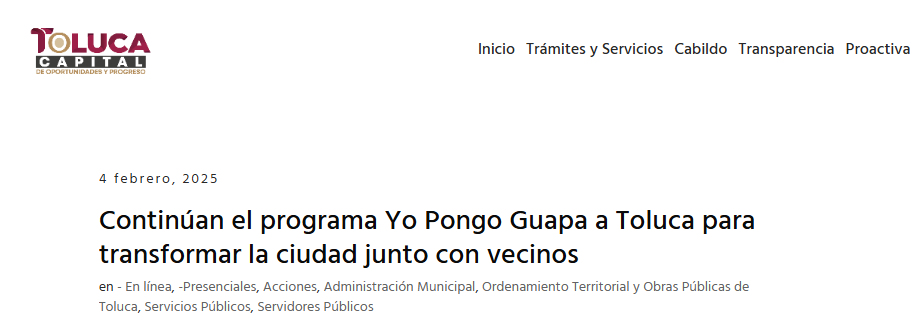 TOLUCA
CAPITAL
DE OPORTUNIDADES Y PROGRESO
Inicio Trámites y Servicios Cabildo Transparencia Proactiva
4 febrero, 2025
Continúan el programa Yo Pongo Guapa a Toluca para
transformar la ciudad junto con vecinos
en - En línea, -Presenciales, Acciones, Administración Municipal, Ordenamiento Territorial y Obras Públicas de
Toluca, Servicios Públicos, Servidores Públicos